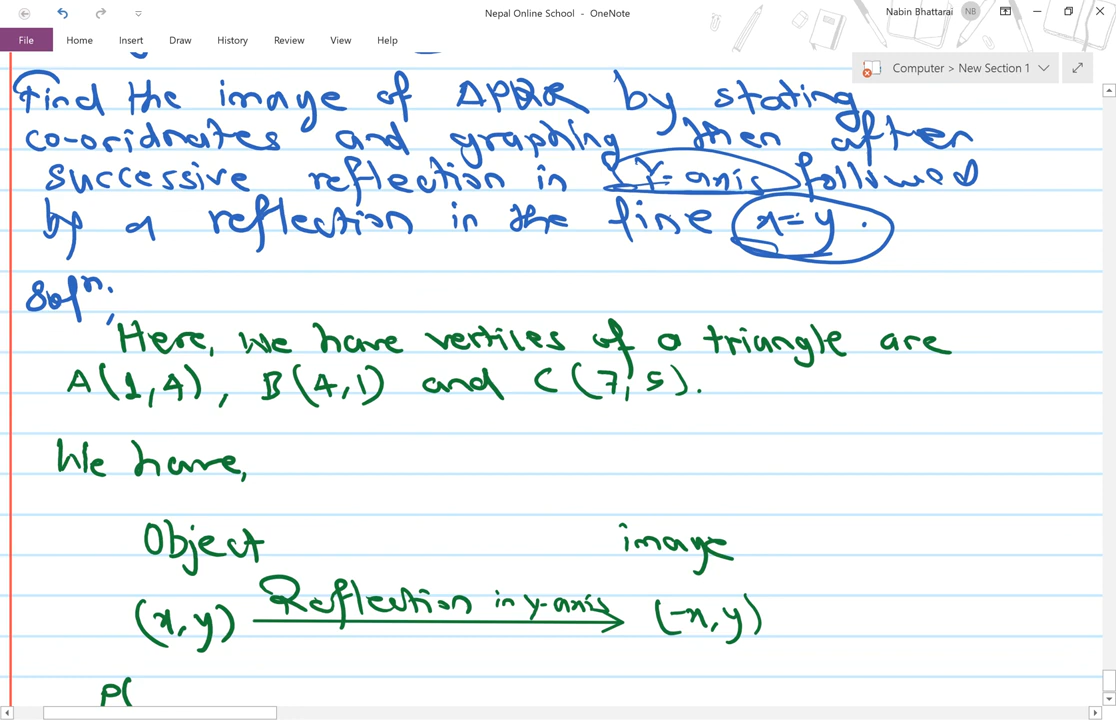 Nepal Online School - OneNote
Nabin Bhattarai NB
File Home Insert Draw History Review View Help
Computer > New Section 1
Find the image of ΔPQR by stating
co-oridnates and graphing then after
successive reflection in Y-axis followed
by a reflection in the line x=y.
Solⁿ:
Here, We have vertices of a triangle are
A(1,4), B(4,1) and C(7,5).
We have,
Object image
(x,y) Reflection in y-axis (-x,y)
P(